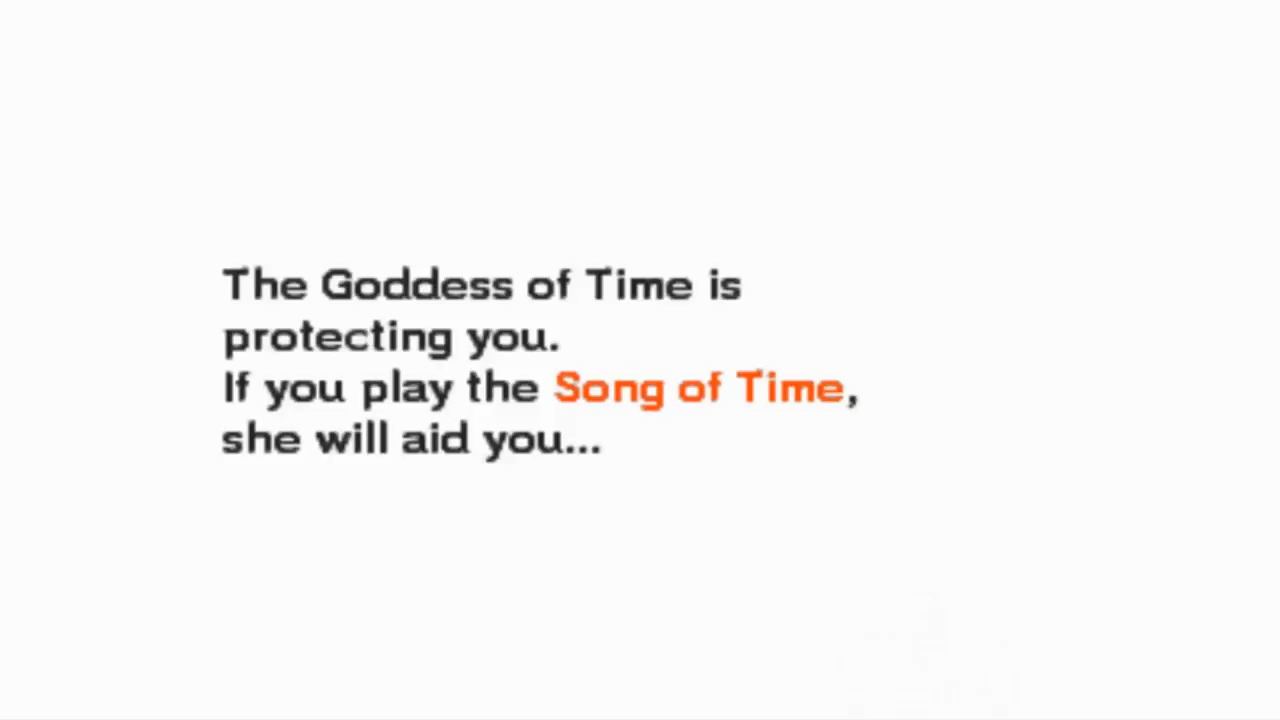 The Goddess of Time is
protecting you.
If you play the Song of Time,
she will aid you...